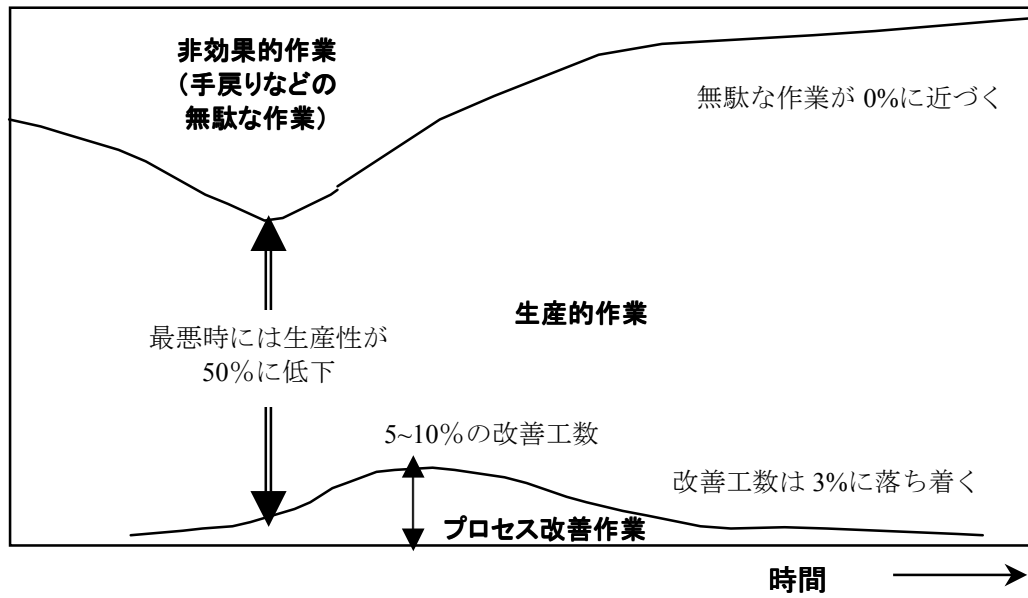 非効果的作業
（手戻りなどの
無駄な作業）
無駄な作業が 0%に近づく
生産的作業
最悪時には生産性が
50％に低下
5~10％の改善工数
改善工数は 3%に落ち着く
プロセス改善作業
時間